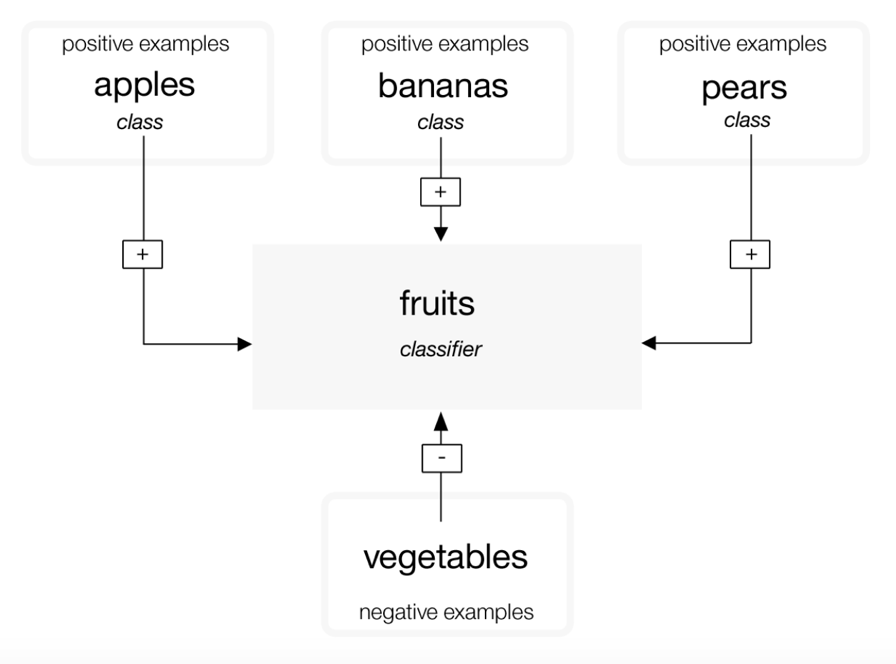 positive examples
apples
class
positive examples
bananas
class
positive examples
pears
class
+
+
+
fruits
classifier
-
vegetables
negative examples